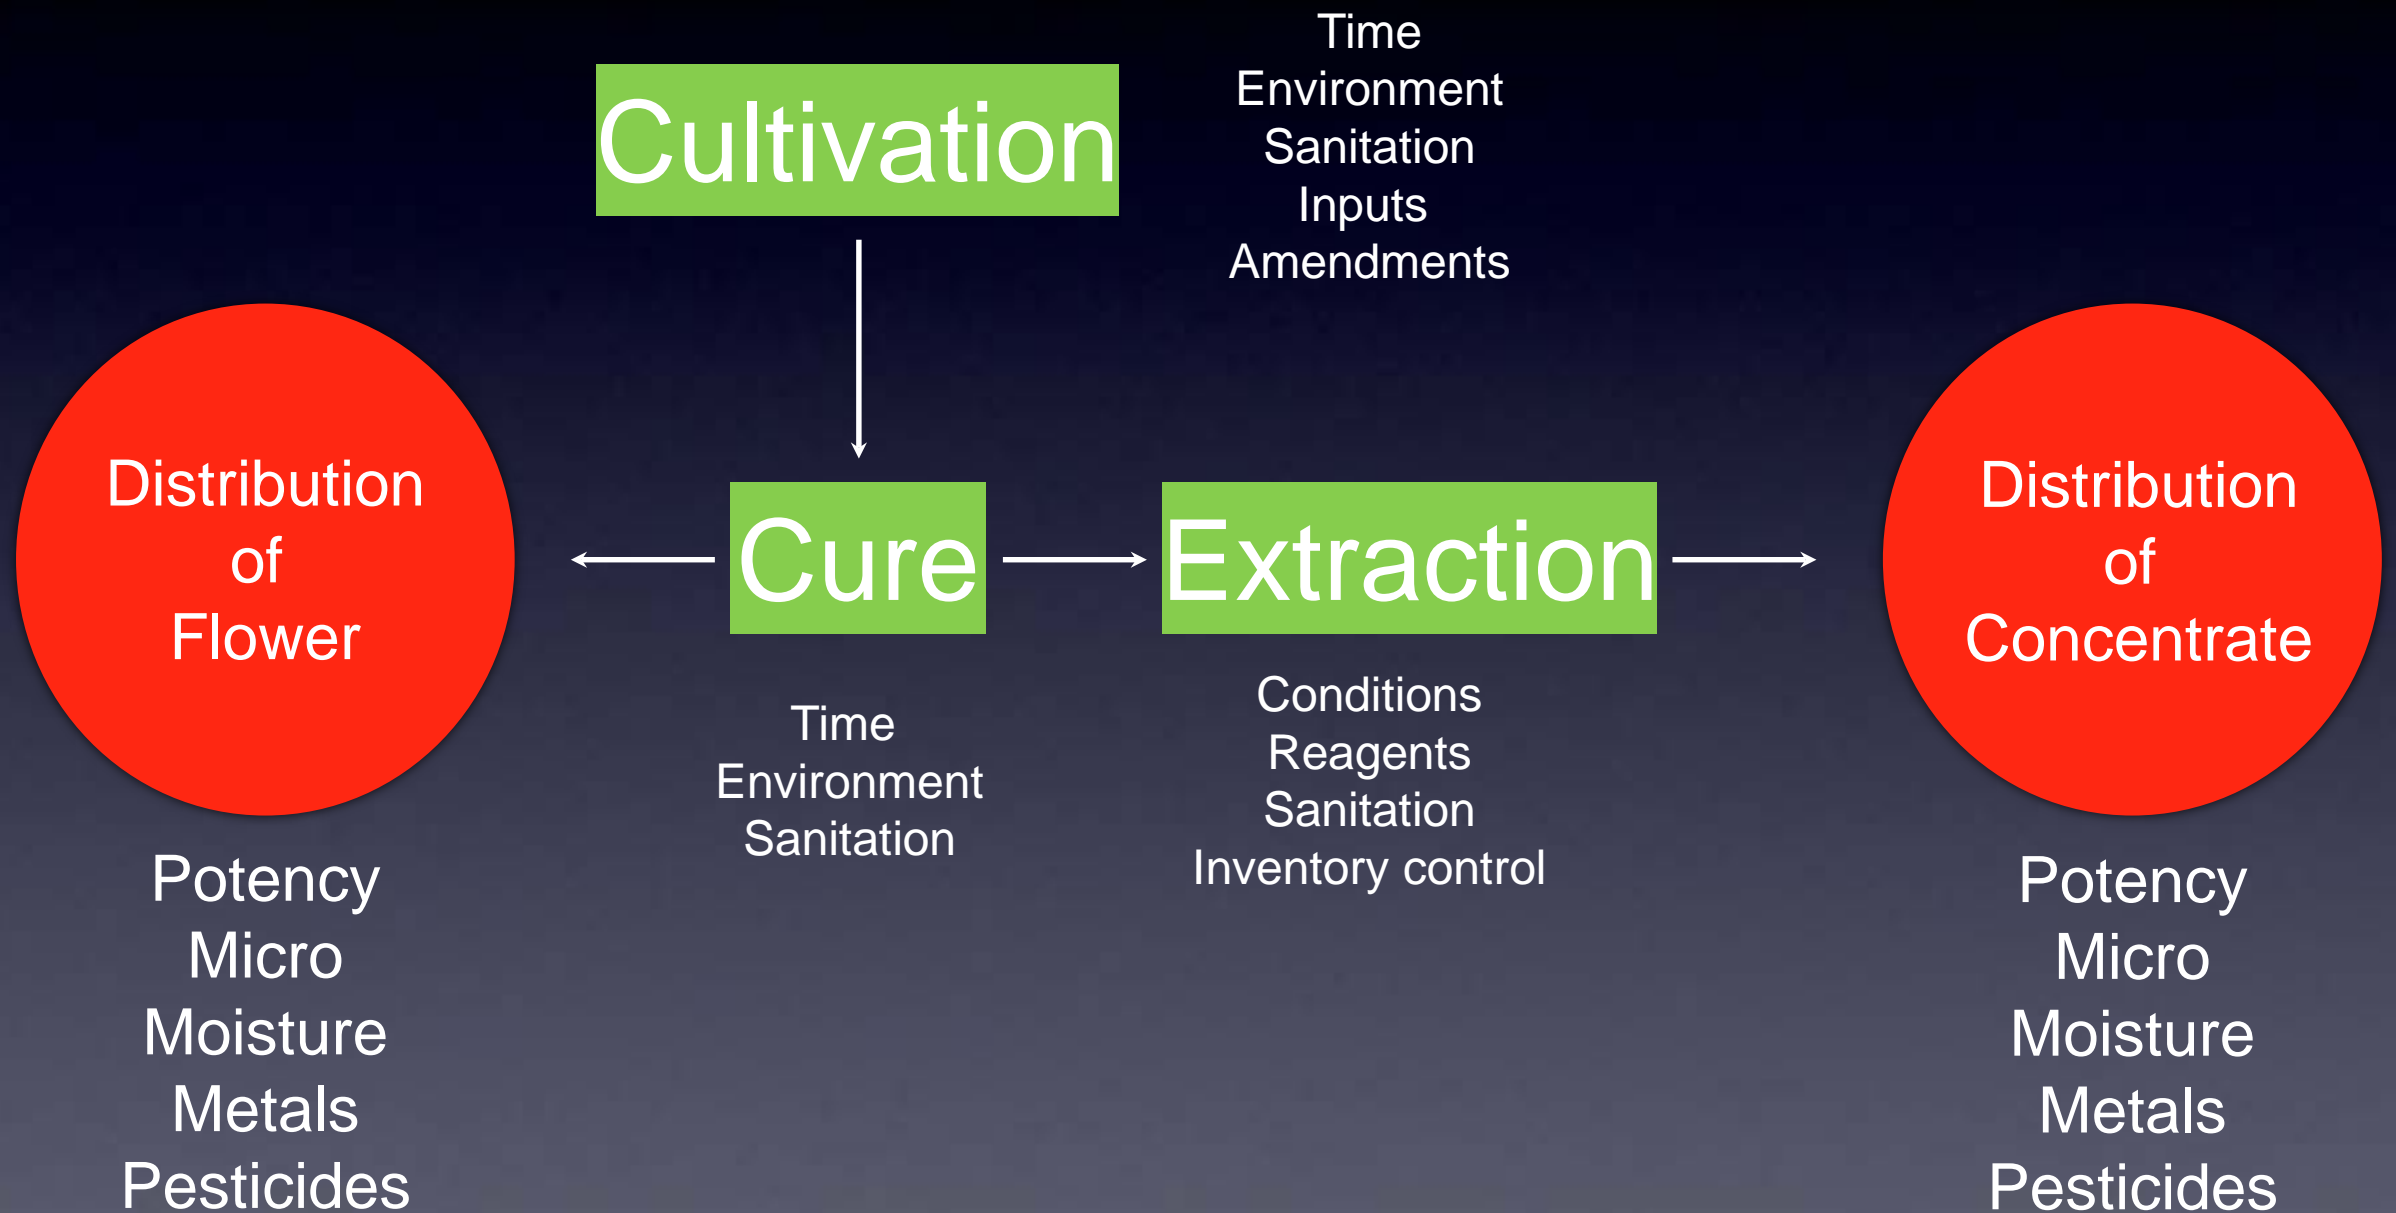 Cultivation
Time
Environment
Sanitation
Inputs
Amendments
Distribution
of
Flower
Cure
Extraction
Distribution
of
Concentrate
Time
Environment
Sanitation
Conditions
Reagents
Sanitation
Inventory control
Potency
Micro
Moisture
Metals
Pesticides
Potency
Micro
Moisture
Metals
Pesticides